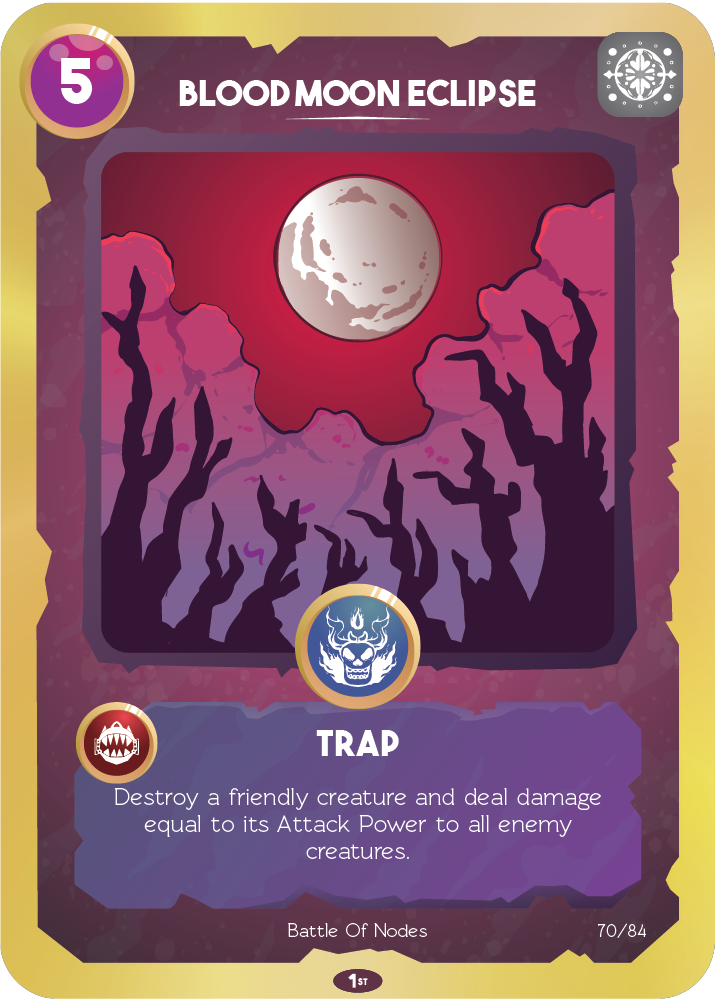 5
BLOOD MOON ECLIPSE
TRAP
Destroy a friendly creature and deal damage
equal to its Attack Power to all enemy
creatures.
Battle Of Nodes
70/84
1ST